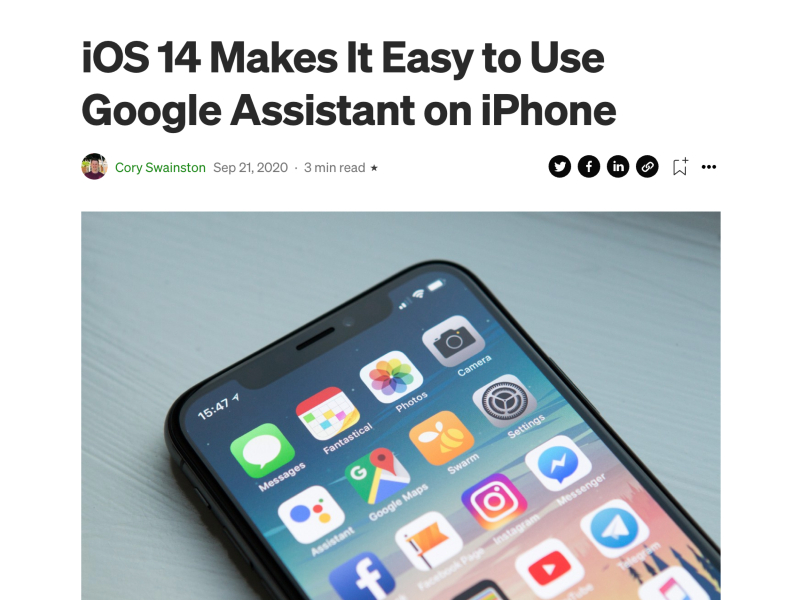 iOS 14 Makes It Easy to Use
Google Assistant on iPhone
Cory Swainston Sep 21, 2020 · 3 min read ★
15:47
Camera
Photos
Fantastical
Messages
Settings
Swarm
Google Maps
Assistant
Messenger
Instagram
Facebook Page
Telegram